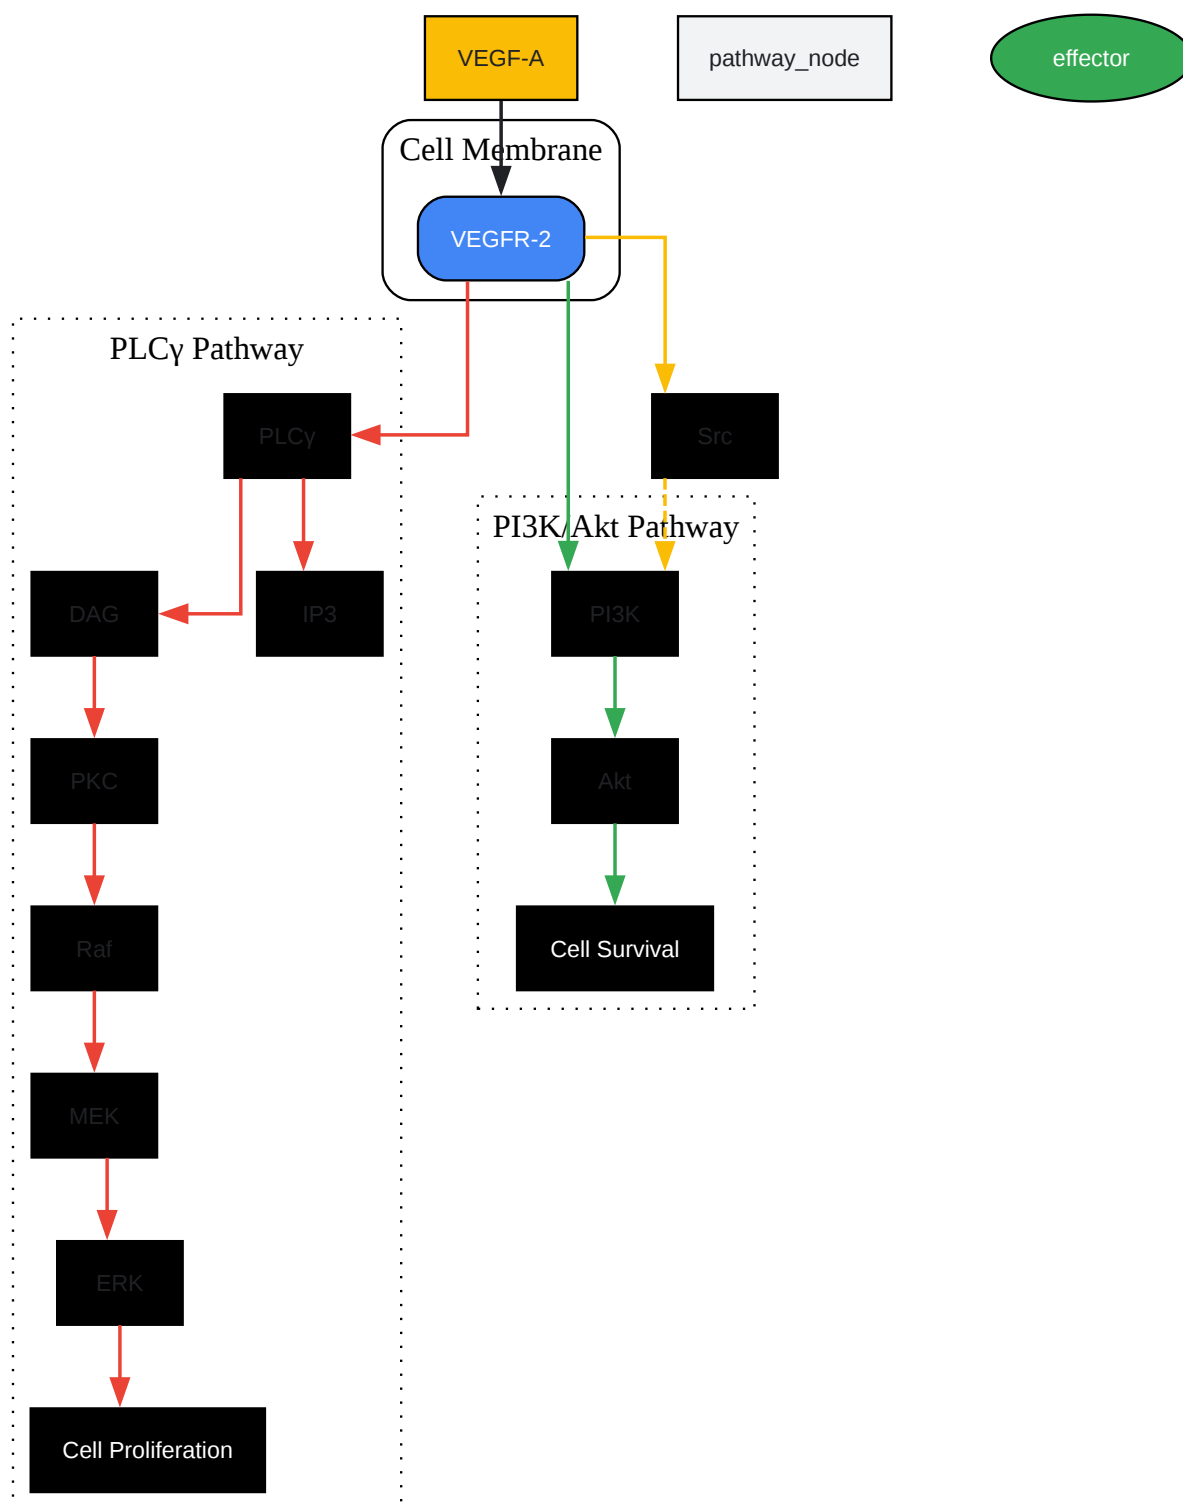 VEGF-A
pathway_node
effector
Cell Membrane
VEGFR-2
PLCγ Pathway
PLCγ
Src
PI3K/Akt Pathway
DAG
IP3
PI3K
PKC
Akt
Raf
Cell Survival
MEK
ERK
Cell Proliferation